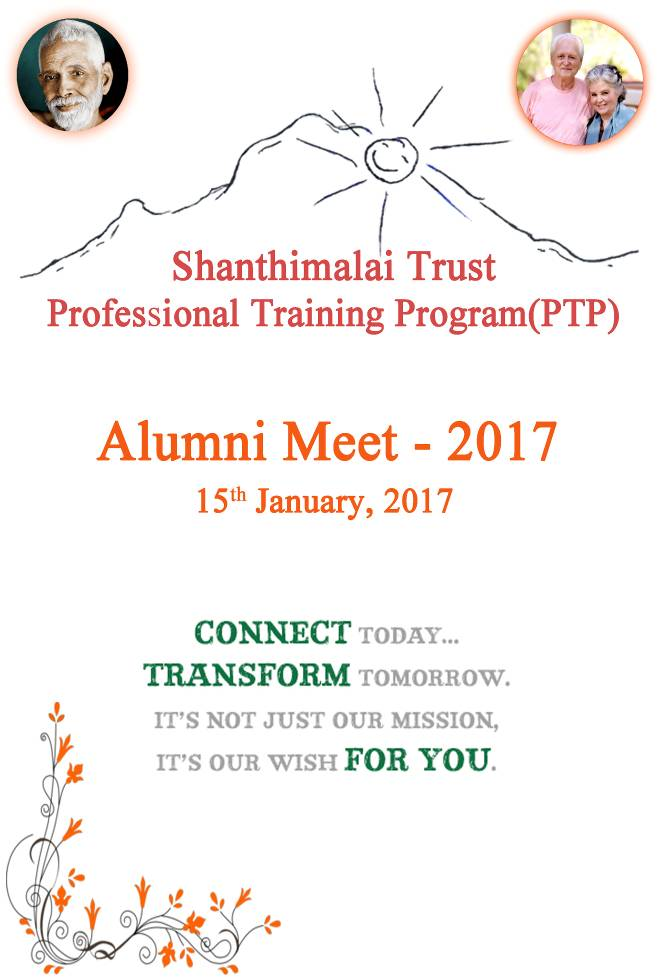 Shanthimalai Trust
Professional Training Program(PTP)
Alumni Meet - 2017
15th January, 2017
CONNECT TODAY...
TRANSFORM TOMORROW.
IT'S NOT JUST OUR MISSION,
IT'S OUR WISH FOR YOU.